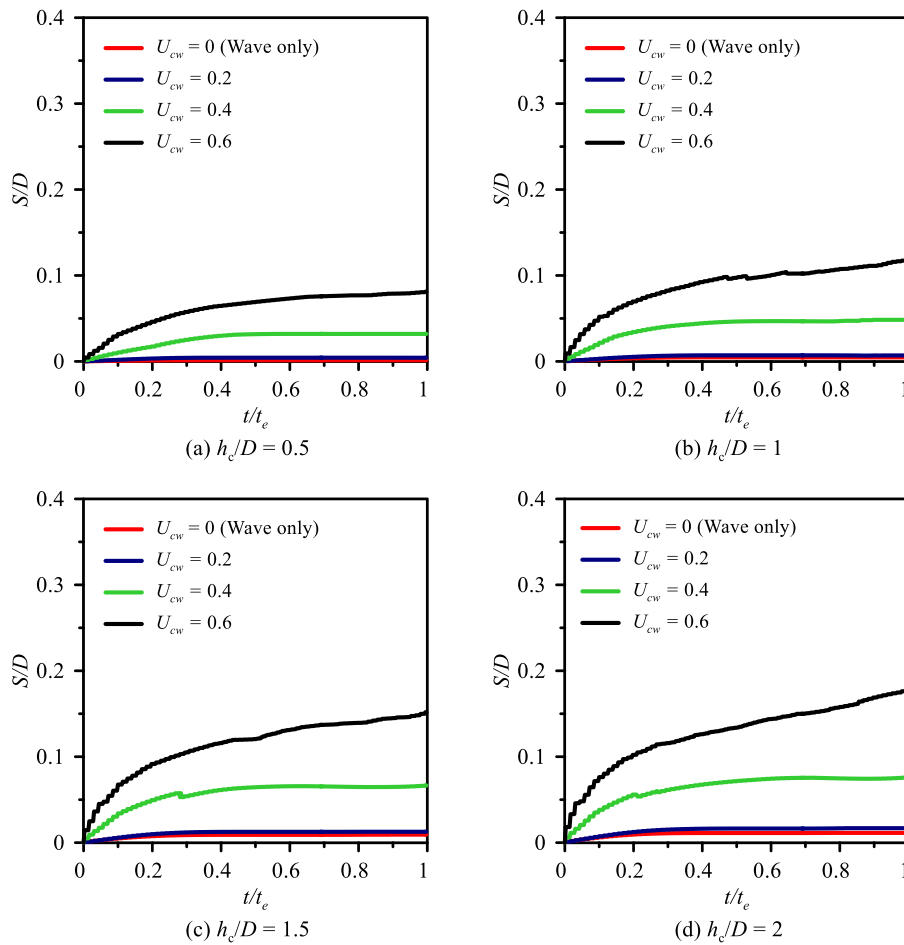 0.4
0.3
0.2
0.1
0
S/D
U_cw = 0 (Wave only)
U_cw = 0.2
U_cw = 0.4
U_cw = 0.6
0 0.2 0.4 0.6 0.8 1
t/t_e
(a) h_c/D = 0.5
0.4
0.3
0.2
0.1
0
S/D
U_cw = 0 (Wave only)
U_cw = 0.2
U_cw = 0.4
U_cw = 0.6
0 0.2 0.4 0.6 0.8 1
t/t_e
(b) h_c/D = 1
0.4
0.3
0.2
0.1
0
S/D
U_cw = 0 (Wave only)
U_cw = 0.2
U_cw = 0.4
U_cw = 0.6
0 0.2 0.4 0.6 0.8 1
t/t_e
(c) h_c/D = 1.5
0.4
0.3
0.2
0.1
0
S/D
U_cw = 0 (Wave only)
U_cw = 0.2
U_cw = 0.4
U_cw = 0.6
0 0.2 0.4 0.6 0.8 1
t/t_e
(d) h_c/D = 2